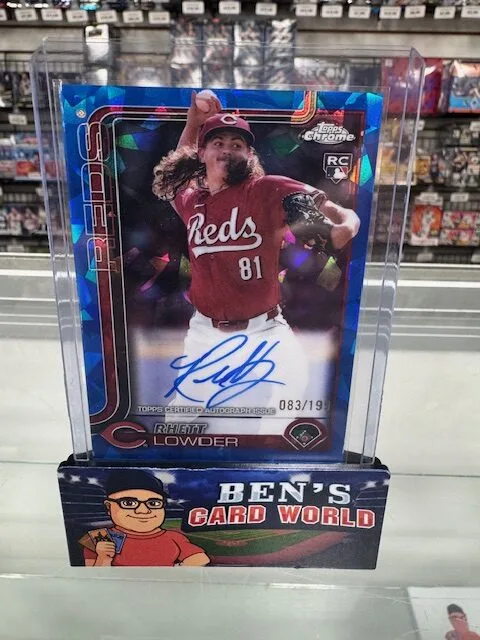 REDS
Topps
Chrome
RC
Reds
81
TOPPS CERTIFIED AUTOGRAPH ISSUE
083/199
RHETT
LOWDER
BEN'S
CARD WORLD